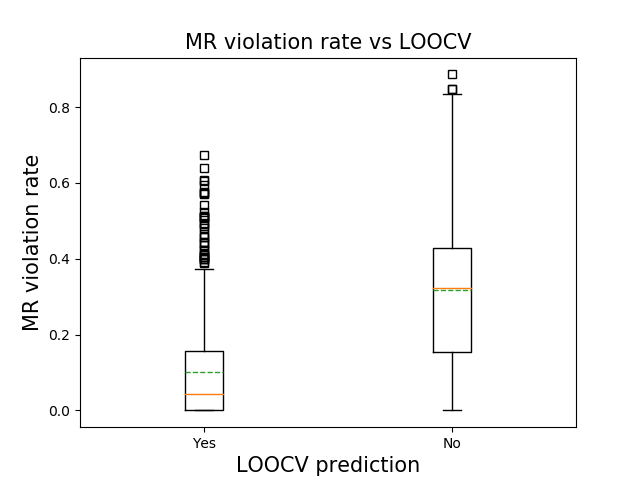 MR violation rate vs LOOCV
MR violation rate
0.8
0.6
0.4
0.2
0.0
Yes
No
LOOCV prediction